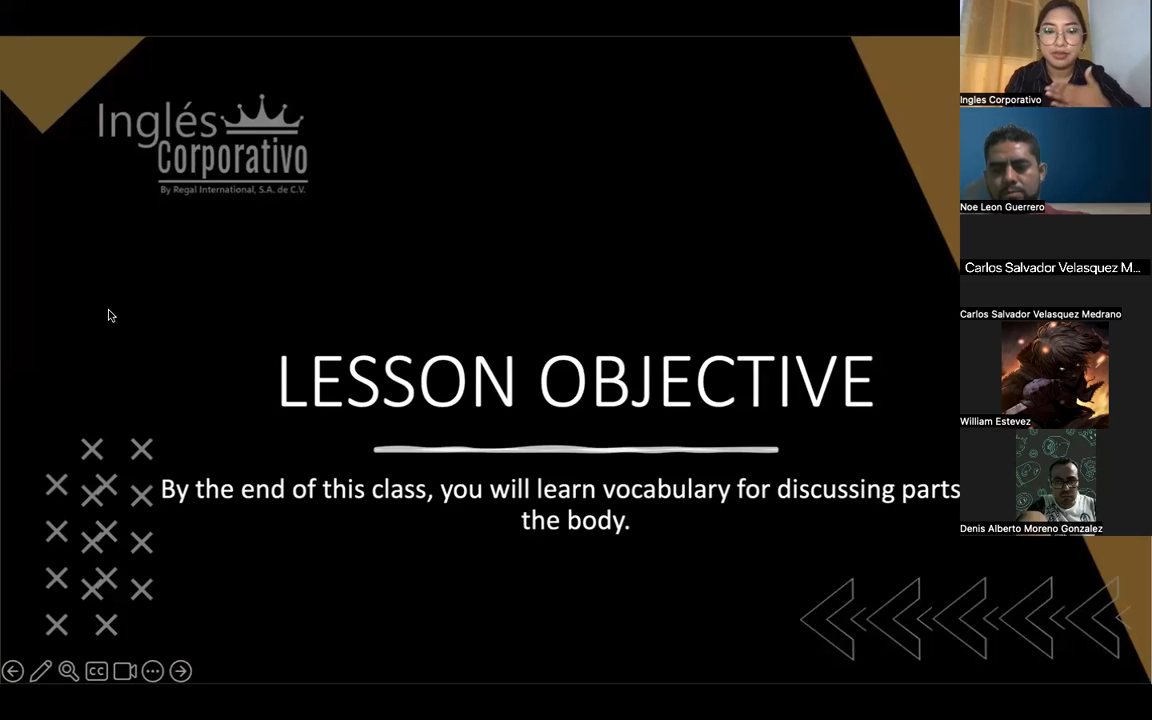 Inglés
Corporativo
By Regal International, S.A. de C.V.
LESSON OBJECTIVE
By the end of this class, you will learn vocabulary for discussing parts
the body.
CC
Ingles Corporativo
Noe Leon Guerrero
Carlos Salvador Velasquez M...
Carlos Salvador Velasquez Medrano
William Estevez
Denis Alberto Moreno Gonzalez